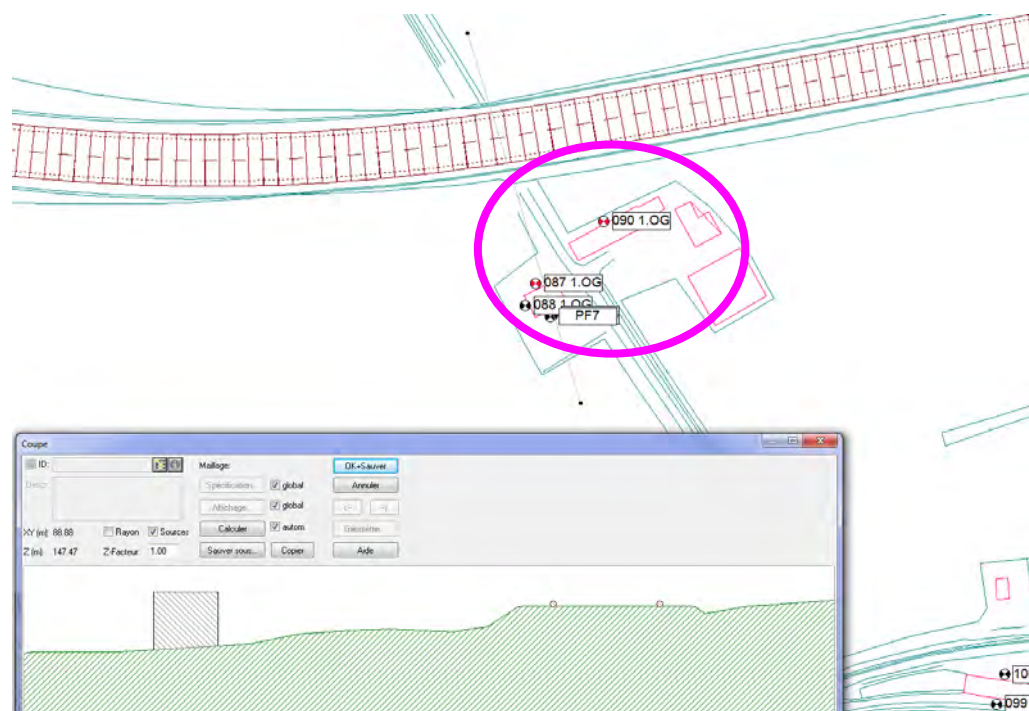 090 1.OG
087 1.OG
088 1.OG
PF7
Coupe
ID:
Maillage:
OK+Sauver
Spécification...
global
Annuler
Affichage...
global
XY (m): 88.88
Rayon
Sources
Calculer
autom
Z (m): 147.47
Z-Facteur: 1.00
Sauver sous...
Copier
Aide
10
099